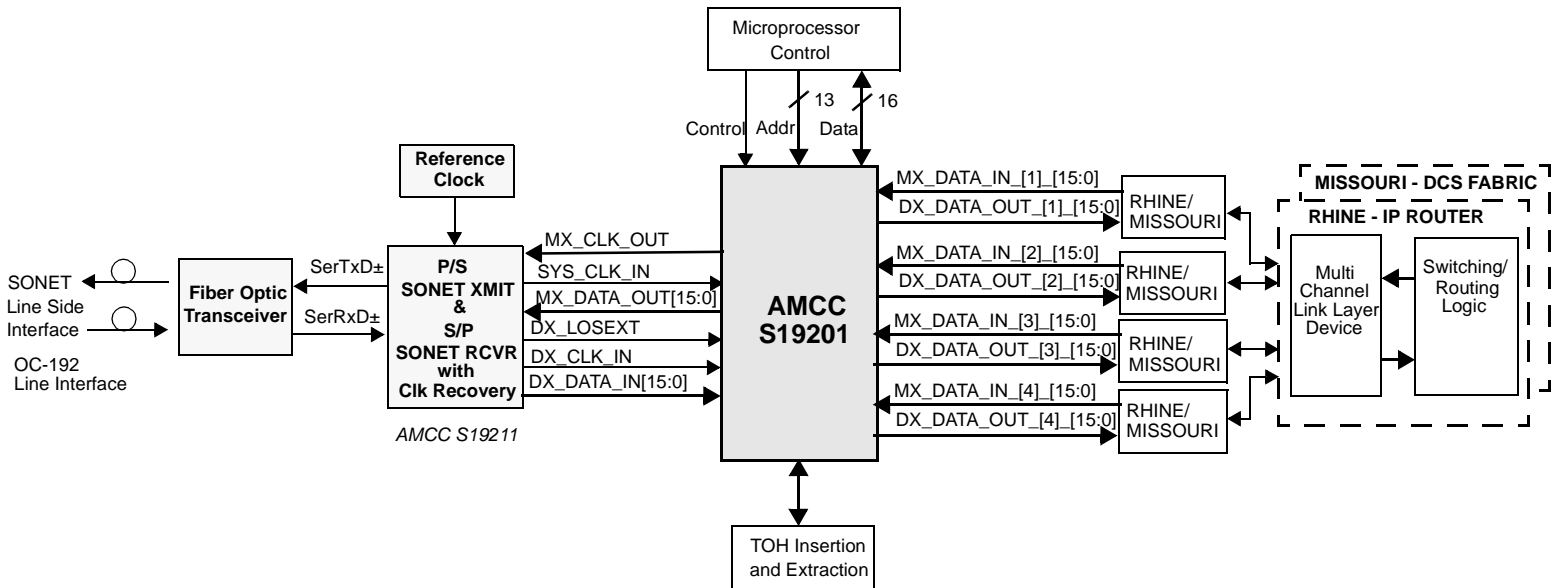 Microprocessor
Control
13
16
Control
Addr
Data
Reference
Clock
MX_CLK_OUT
SYS_CLK_IN
MX_DATA_OUT[15:0]
DX_LOSEXT
DX_CLK_IN
DX_DATA_IN[15:0]
SONET
Line Side
Interface
OC-192
Line Interface
Fiber Optic
Transceiver
SerTxD±
SerRxD±
P/S
SONET XMIT
&
S/P
SONET RCVR
with
Clk Recovery
AMCC S19211
AMCC
S19201
MX_DATA_IN_[1]_[15:0]
DX_DATA_OUT_[1]_[15:0]
MX_DATA_IN_[2]_[15:0]
DX_DATA_OUT_[2]_[15:0]
MX_DATA_IN_[3]_[15:0]
DX_DATA_OUT_[3]_[15:0]
MX_DATA_IN_[4]_[15:0]
DX_DATA_OUT_[4]_[15:0]
RHINE/
MISSOURI
RHINE/
MISSOURI
RHINE/
MISSOURI
RHINE/
MISSOURI
MISSOURI - DCS FABRIC
RHINE - IP ROUTER
Multi
Channel
Link Layer
Device
Switching/
Routing
Logic
TOH Insertion
and Extraction